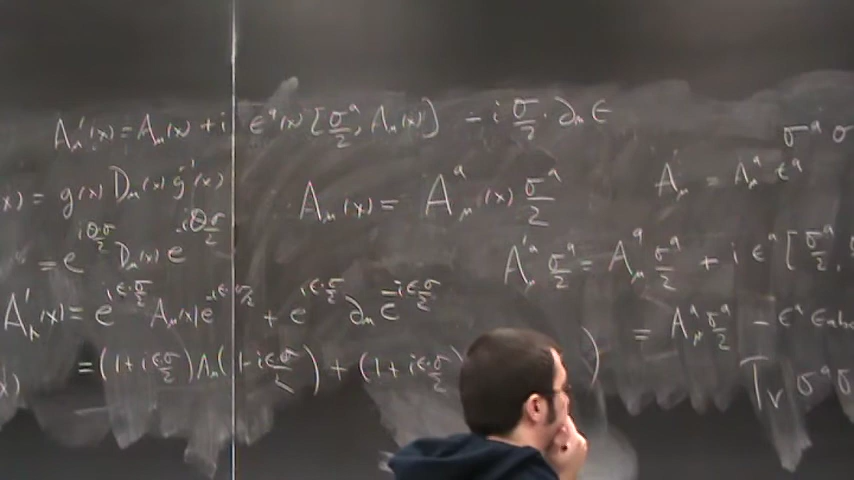 A'_μ(x) = A_μ(x) + i ε^a(x) [σ^a/2, A_μ(x)] - i σ/2 · ∂_μ ε
x) = g(x) D_μ(x) g^{-1}(x)
= e^{iθσ/2} D_μ(x) e^{-iθσ/2}
A'_μ(x) = e^{iε·σ/2} A_μ(x) e^{-iε·σ/2} + e^{iε·σ/2} ∂_μ e^{-iε·σ/2}
= (1 + iε·σ/2) A_μ (1 - iε·σ/2) + (1 + iε·σ/2)
x)
A_μ(x) = A^a_μ(x) σ^a/2
σ^a σ
A'_μ = A_μ^a ε^a
A'^a_μ σ^a/2 = A^a_μ σ^a/2 + i ε^a [σ^a/2,
= A^a_μ σ^a/2 - ε^a ε_{abc}
Tr σ^a σ